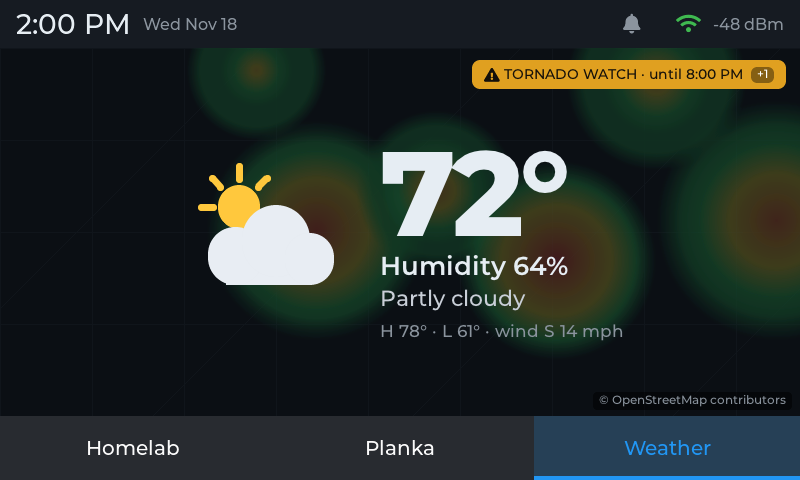 2:00 PM Wed Nov 18 -48 dBm
TORNADO WATCH · until 8:00 PM +1
72°
Humidity 64%
Partly cloudy
H 78° · L 61° · wind S 14 mph
© OpenStreetMap contributors
Homelab Planka Weather